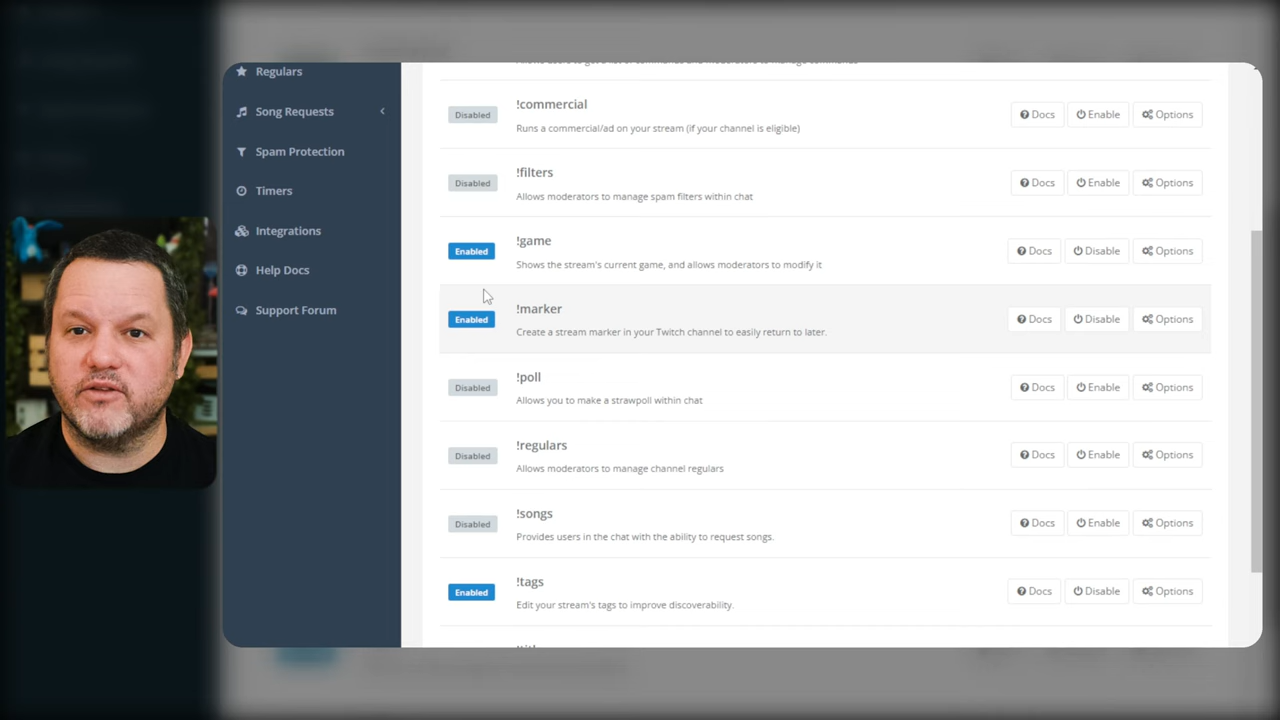 Regulars
Song Requests
Spam Protection
Timers
Integrations
Help Docs
Support Forum
Disabled
!commercial
Runs a commercial/ad on your stream (if your channel is eligible)
Docs
Enable
Options
Disabled
!filters
Allows moderators to manage spam filters within chat
Docs
Enable
Options
Enabled
!game
Shows the stream's current game, and allows moderators to modify it
Docs
Disable
Options
Enabled
!marker
Create a stream marker in your Twitch channel to easily return to later.
Docs
Disable
Options
Disabled
!poll
Allows you to make a strawpoll within chat
Docs
Enable
Options
Disabled
!regulars
Allows moderators to manage channel regulars
Docs
Enable
Options
Disabled
!songs
Provides users in the chat with the ability to request songs.
Docs
Enable
Options
Enabled
!tags
Edit your stream's tags to improve discoverability.
Docs
Disable
Options